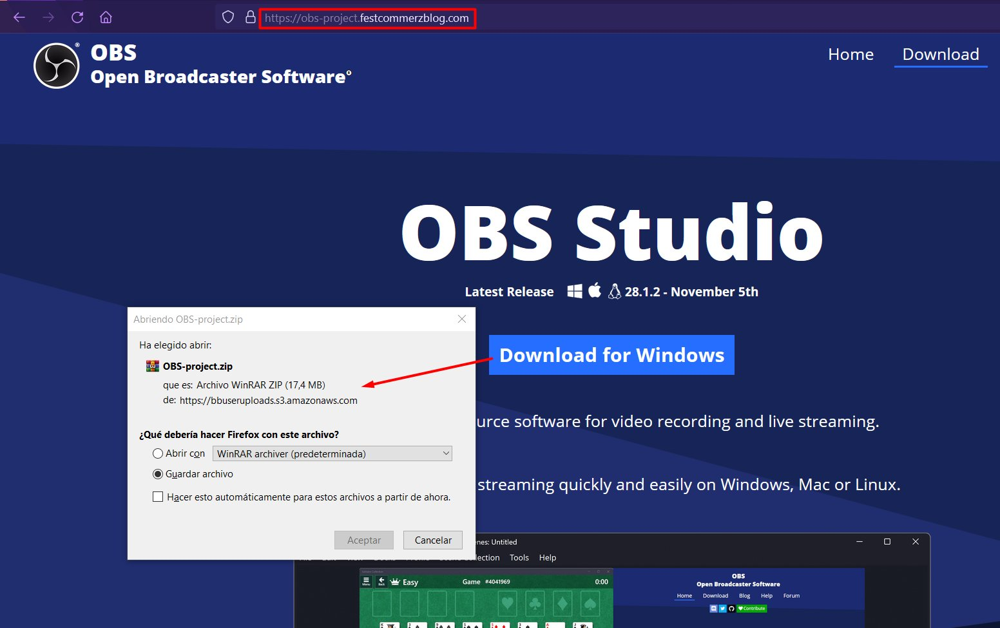 https://obs-project.festcommerzblog.com
OBS
Open Broadcaster Software®
Home
Download
OBS Studio
Latest Release 28.1.2 - November 5th
Download for Windows
Abriendo OBS-project.zip
Ha elegido abrir:
OBS-project.zip
que es: Archivo WinRAR ZIP (17,4 MB)
de: https://bbuseruploads.s3.amazonaws.com
¿Qué debería hacer Firefox con este archivo?
Abrir con
WinRAR archiver (predeterminada)
Guardar archivo
Hacer esto automáticamente para estos archivos a partir de ahora.
Aceptar
Cancelar
urce software for video recording and live streaming.
streaming quickly and easily on Windows, Mac or Linux.
enes: Untitled
Tools Help
Menu
Back
Easy
Game #4041969
0:00
OBS
Open Broadcaster Software
Home Download Blog Help Forum
Contribute